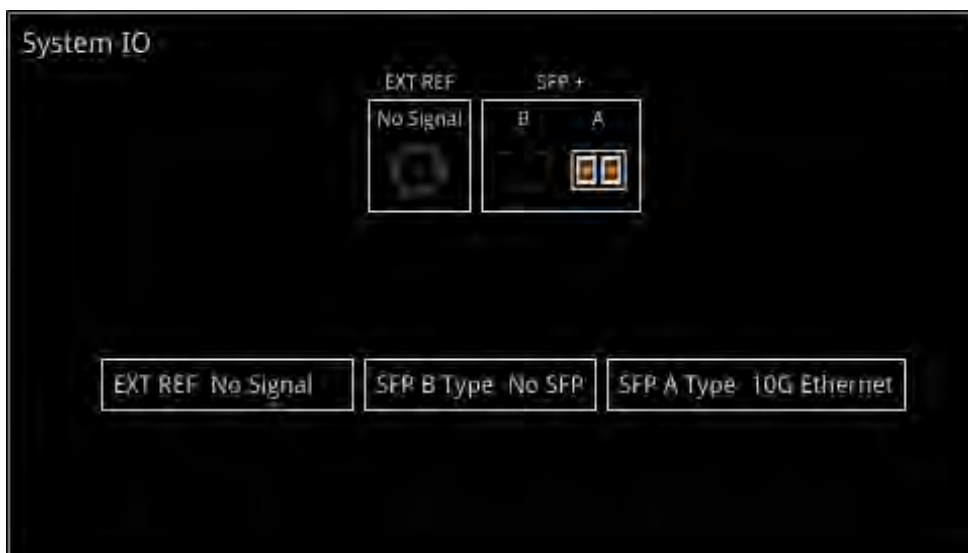 System IO
EXT REF SFP +
No Signal B A
EXT REF No Signal SFP B Type No SFP SFP A Type 10G Ethernet